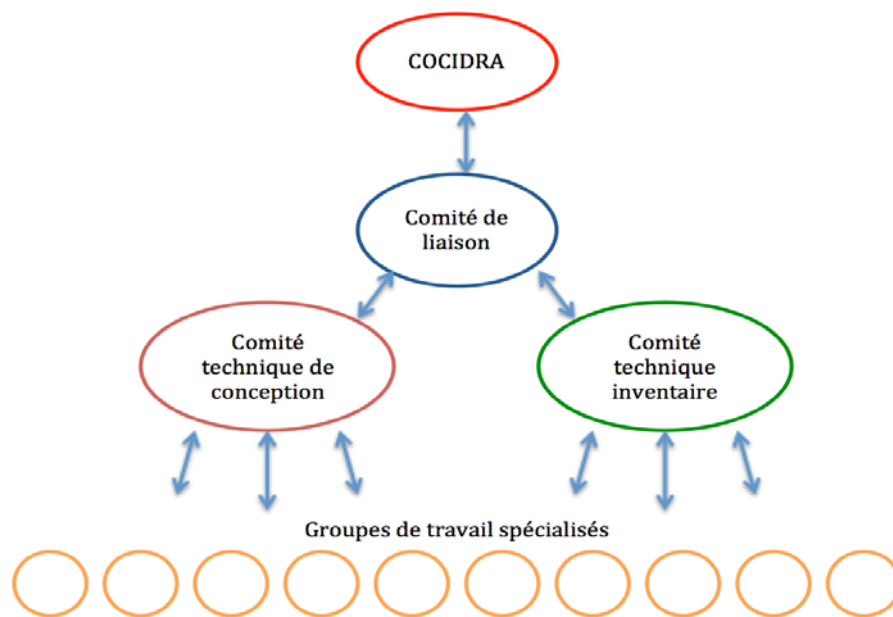 COCIDRA
Comité de
liaison
Comité
technique de
conception
Comité
technique
inventaire
Groupes de travail spécialisés